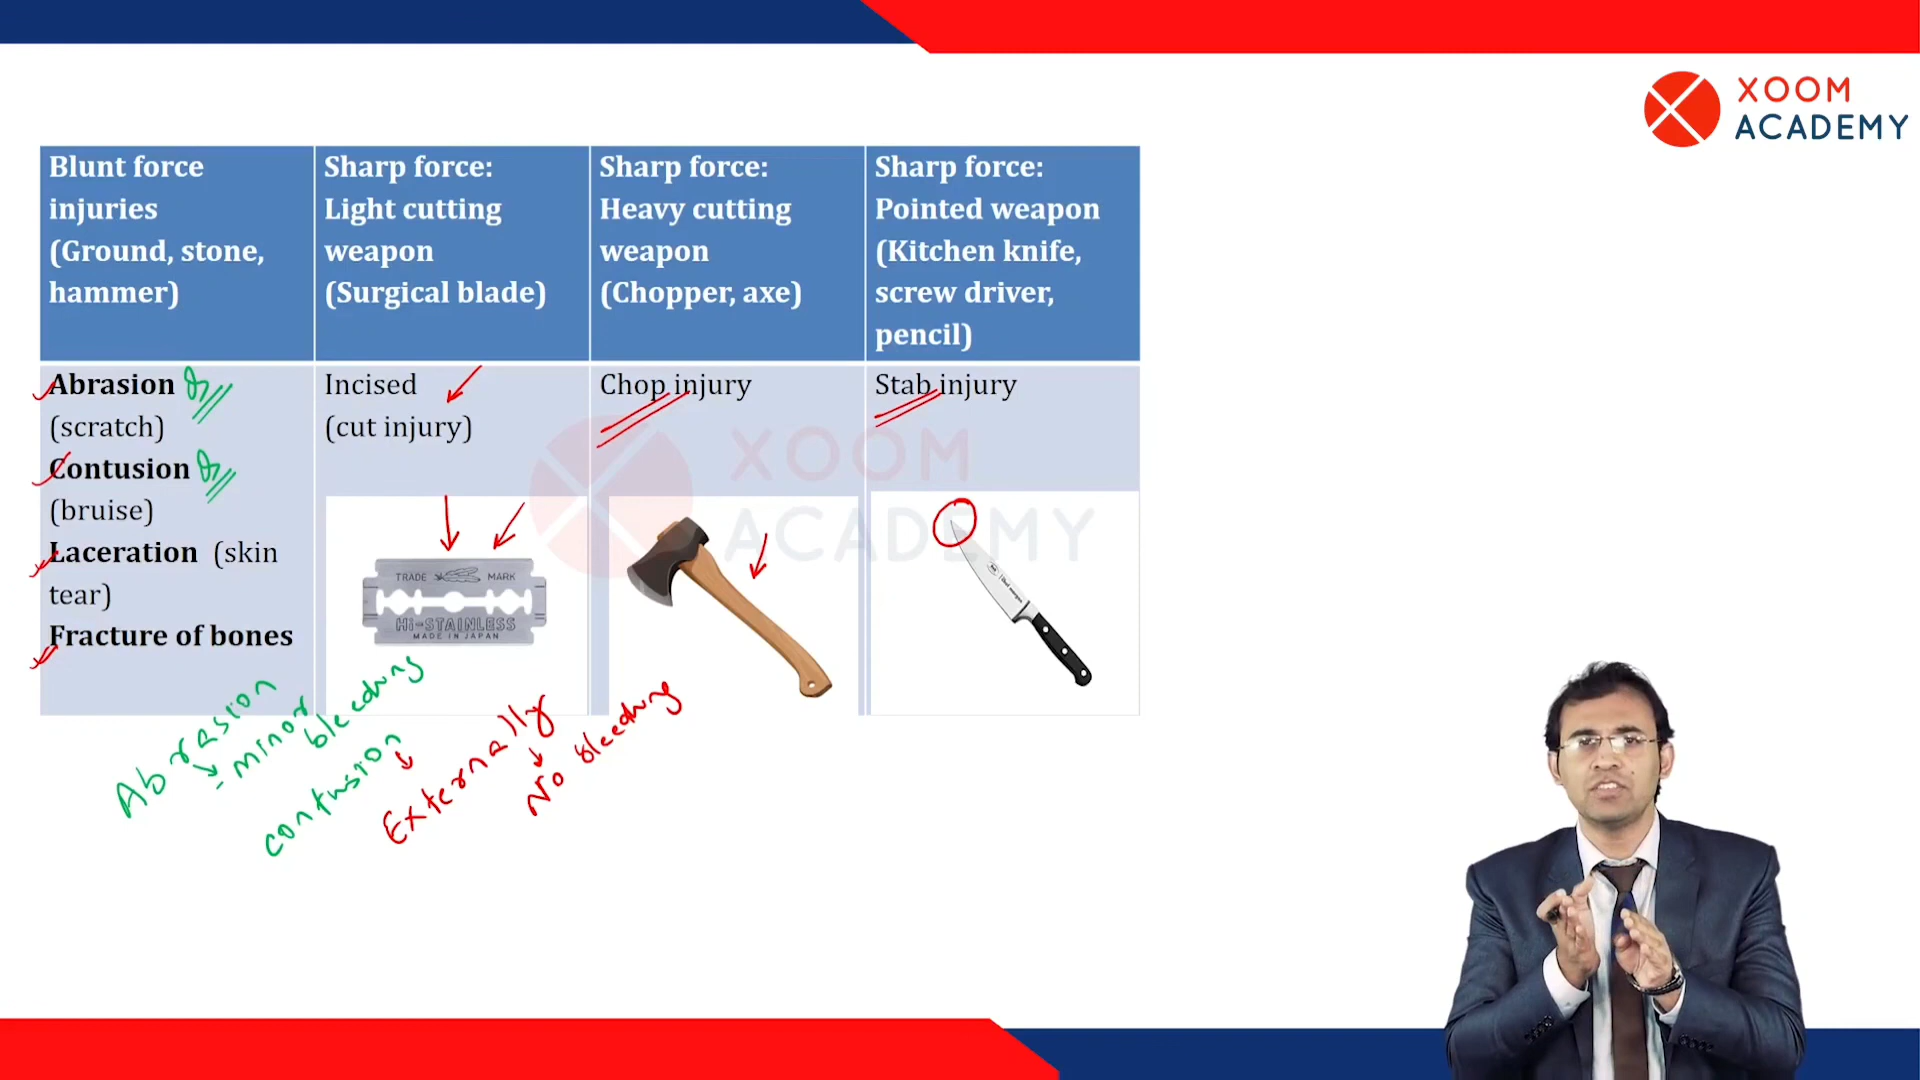 XOOM
ACADEMY
Blunt force
injuries
(Ground, stone,
hammer)
Sharp force:
Light cutting
weapon
(Surgical blade)
Sharp force:
Heavy cutting
weapon
(Chopper, axe)
Sharp force:
Pointed weapon
(Kitchen knife,
screw driver,
pencil)
Abrasion
(scratch)
Contusion
(bruise)
Laceration (skin
tear)
Fracture of bones
Incised
(cut injury)
Chop injury
Stab injury
XOOM
ACADEMY
TRADE MARK
HI-STAINLESS
MADE IN JAPAN
Abrasion
minor
bleeding
contusion
Externally
No bleeding